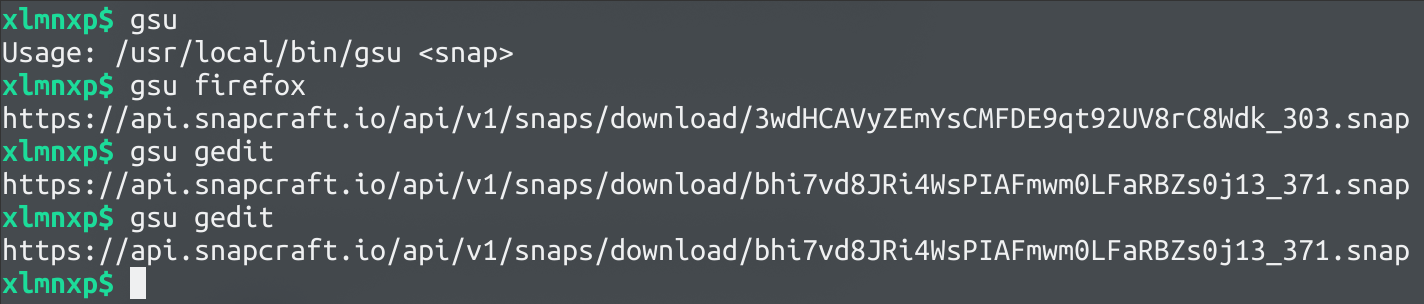 xlmnxp$ gsu
Usage: /usr/local/bin/gsu <snap>
xlmnxp$ gsu firefox
https://api.snapcraft.io/api/v1/snaps/download/3wdHCAVyZEmYsCMFDE9qt92UV8rC8Wdk_303.snap
xlmnxp$ gsu gedit
https://api.snapcraft.io/api/v1/snaps/download/bhi7vd8JRi4WsPIAFmwm0LFaRBZs0j13_371.snap
xlmnxp$ gsu gedit
https://api.snapcraft.io/api/v1/snaps/download/bhi7vd8JRi4WsPIAFmwm0LFaRBZs0j13_371.snap
xlmnxp$